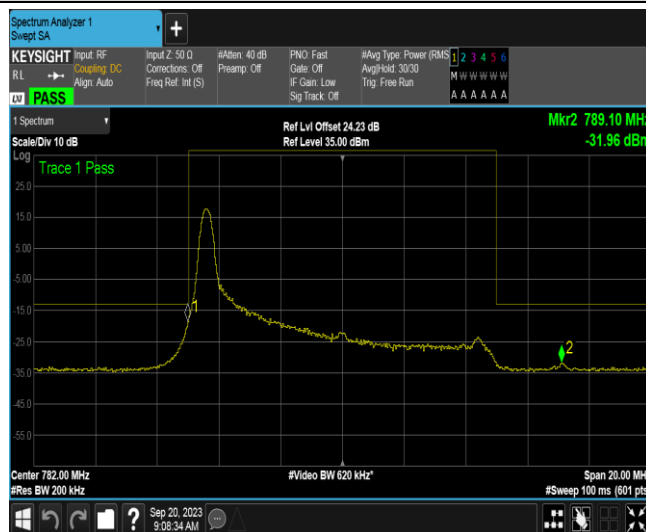 Spectrum Analyzer 1
Swept SA
+
KEYSIGHT Input: RF Input Z: 50 Ω #Atten: 40 dB PNO: Fast #Avg Type: Power (RMS 1 2 3 4 5 6
RL Coupling: DC Corrections: Off Preamp: Off Gate: Off Avg|Hold: 30/30 M W W W W W
Align: Auto Freq Ref: Int (S) IF Gain: Low Trig: Free Run
LXI PASS Sig Track: Off A A A A A A
1 Spectrum Ref Lvl Offset 24.23 dB Mkr2 789.10 MHz
Scale/Div 10 dB Ref Level 35.00 dBm -31.96 dBm
Log Trace 1 Pass
25.0
15.0
5.00
-5.00
-15.0 1
-25.0 2
-35.0
-45.0
-55.0
Center 782.00 MHz #Video BW 620 kHz* Span 20.00 MHz
#Res BW 200 kHz #Sweep 100 ms (601 pts
? Sep 20, 2023
9:08:34 AM